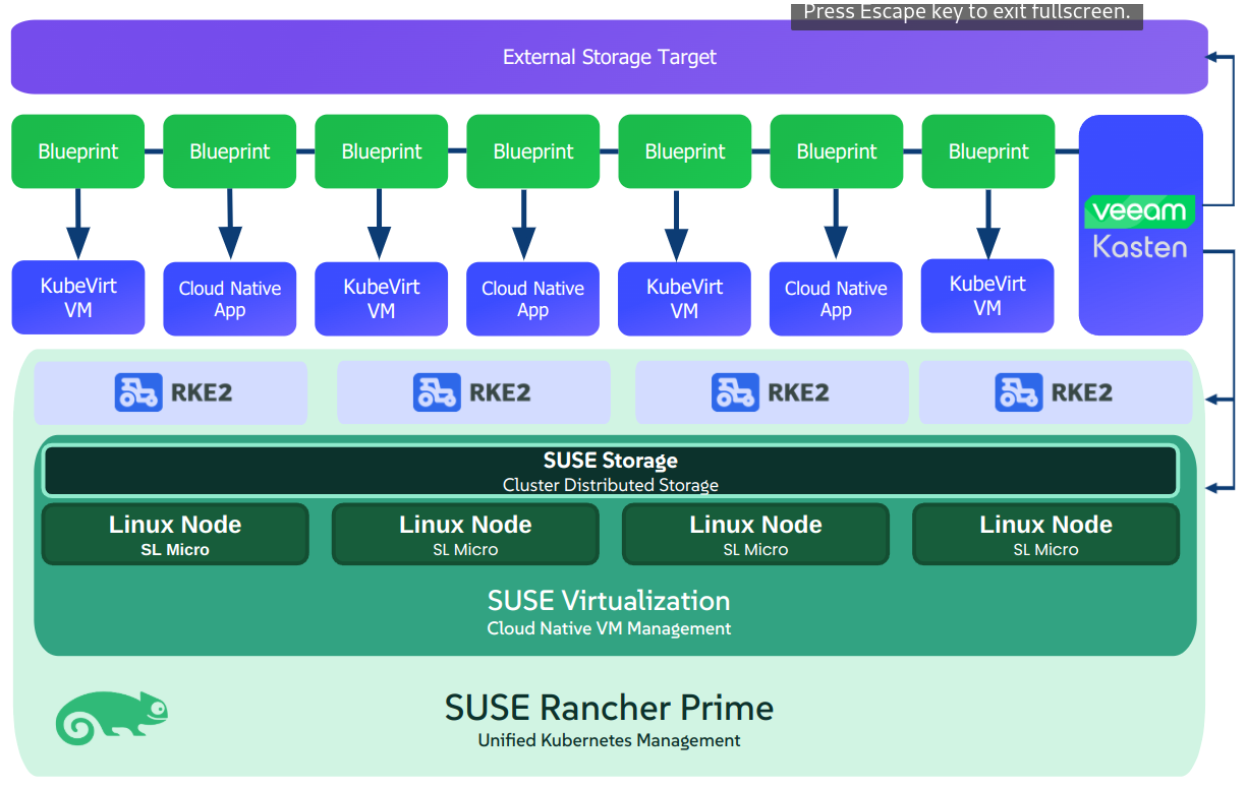 Press Escape key to exit fullscreen.
External Storage Target
Blueprint
Blueprint
Blueprint
Blueprint
Blueprint
Blueprint
Blueprint
veeam
Kasten
KubeVirt
VM
Cloud Native
App
KubeVirt
VM
Cloud Native
App
KubeVirt
VM
Cloud Native
App
KubeVirt
VM
RKE2
RKE2
RKE2
RKE2
SUSE Storage
Cluster Distributed Storage
Linux Node
SL Micro
Linux Node
SL Micro
Linux Node
SL Micro
Linux Node
SL Micro
SUSE Virtualization
Cloud Native VM Management
SUSE Rancher Prime
Unified Kubernetes Management